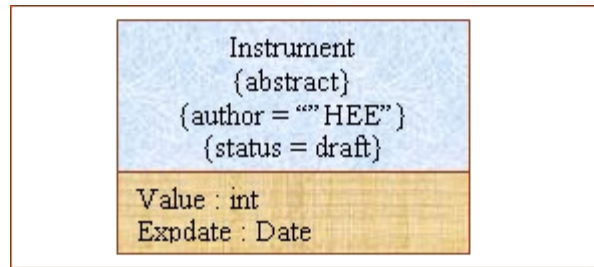 Instrument
{abstract}
{author = “” HEE” }
{status = draft}
Value : int
Expdate : Date